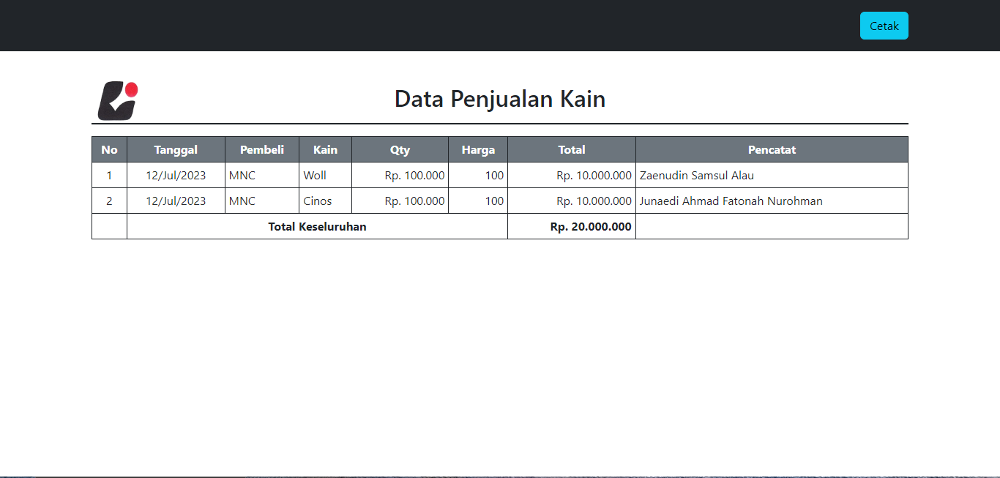 Cetak
Data Penjualan Kain
No Tanggal Pembeli Kain Qty Harga Total Pencatat
1 12/Jul/2023 MNC Woll Rp. 100.000 100 Rp. 10.000.000 Zaenudin Samsul Alau
2 12/Jul/2023 MNC Cinos Rp. 100.000 100 Rp. 10.000.000 Junaedi Ahmad Fatonah Nurohman
Total Keseluruhan Rp. 20.000.000